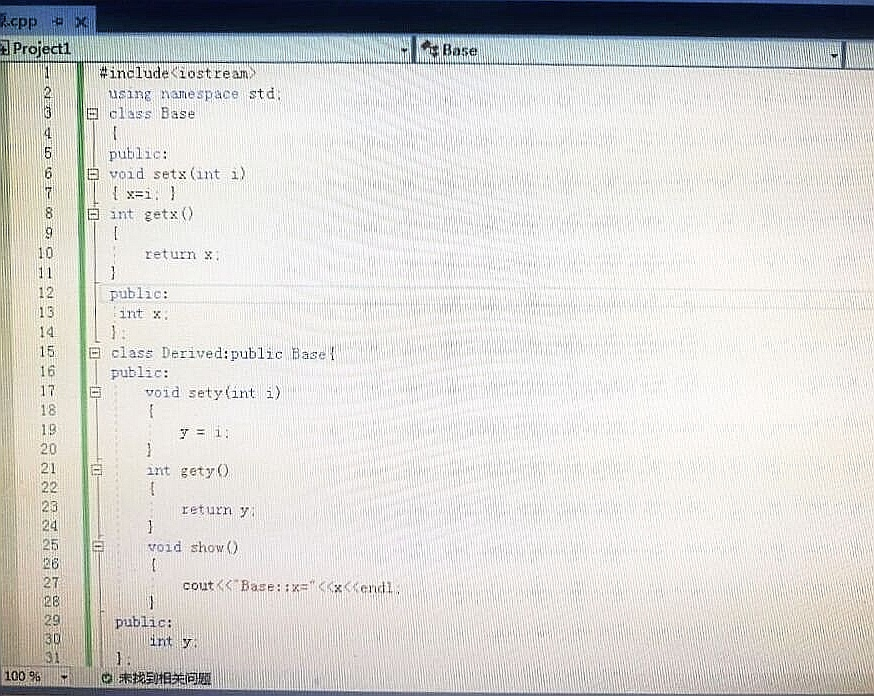 .cpp
Project1
Base
1 #include<iostream>
2 using namespace std;
3 class Base
4 {
5 public:
6 void setx(int i)
7 { x=i; }
8 int getx()
9 {
10 return x;
11 }
12 public:
13 int x;
14 };
15 class Derived:public Base{
16 public:
17 void sety(int i)
18 {
19 y = i;
20 }
21 int gety()
22 {
23 return y;
24 }
25 void show()
26 {
27 cout<<"Base::x="<<x<<endl;
28 }
29 public:
30 int y;
31 };
100 %
未找到相关问题